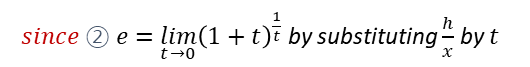 since ② e = lim_{t→0}(1 + t)^{1/t} by substituting h/x by t